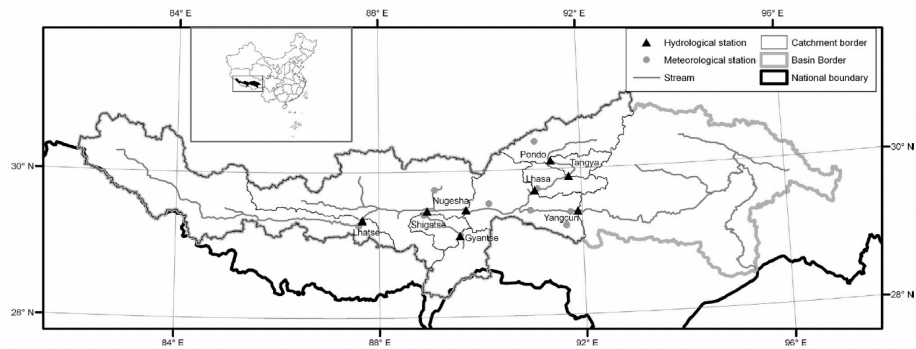 84° E
88° E
92° E
96° E
Hydrological station
Meteorological station
Stream
Catchment border
Basin Border
National boundary
30° N
30° N
Pondo
Tangya
Lhasa
Nugesha
Yangcun
Shigatse
Lhatse
Gyantse
28° N
28° N
84° E
88° E
92° E
96° E